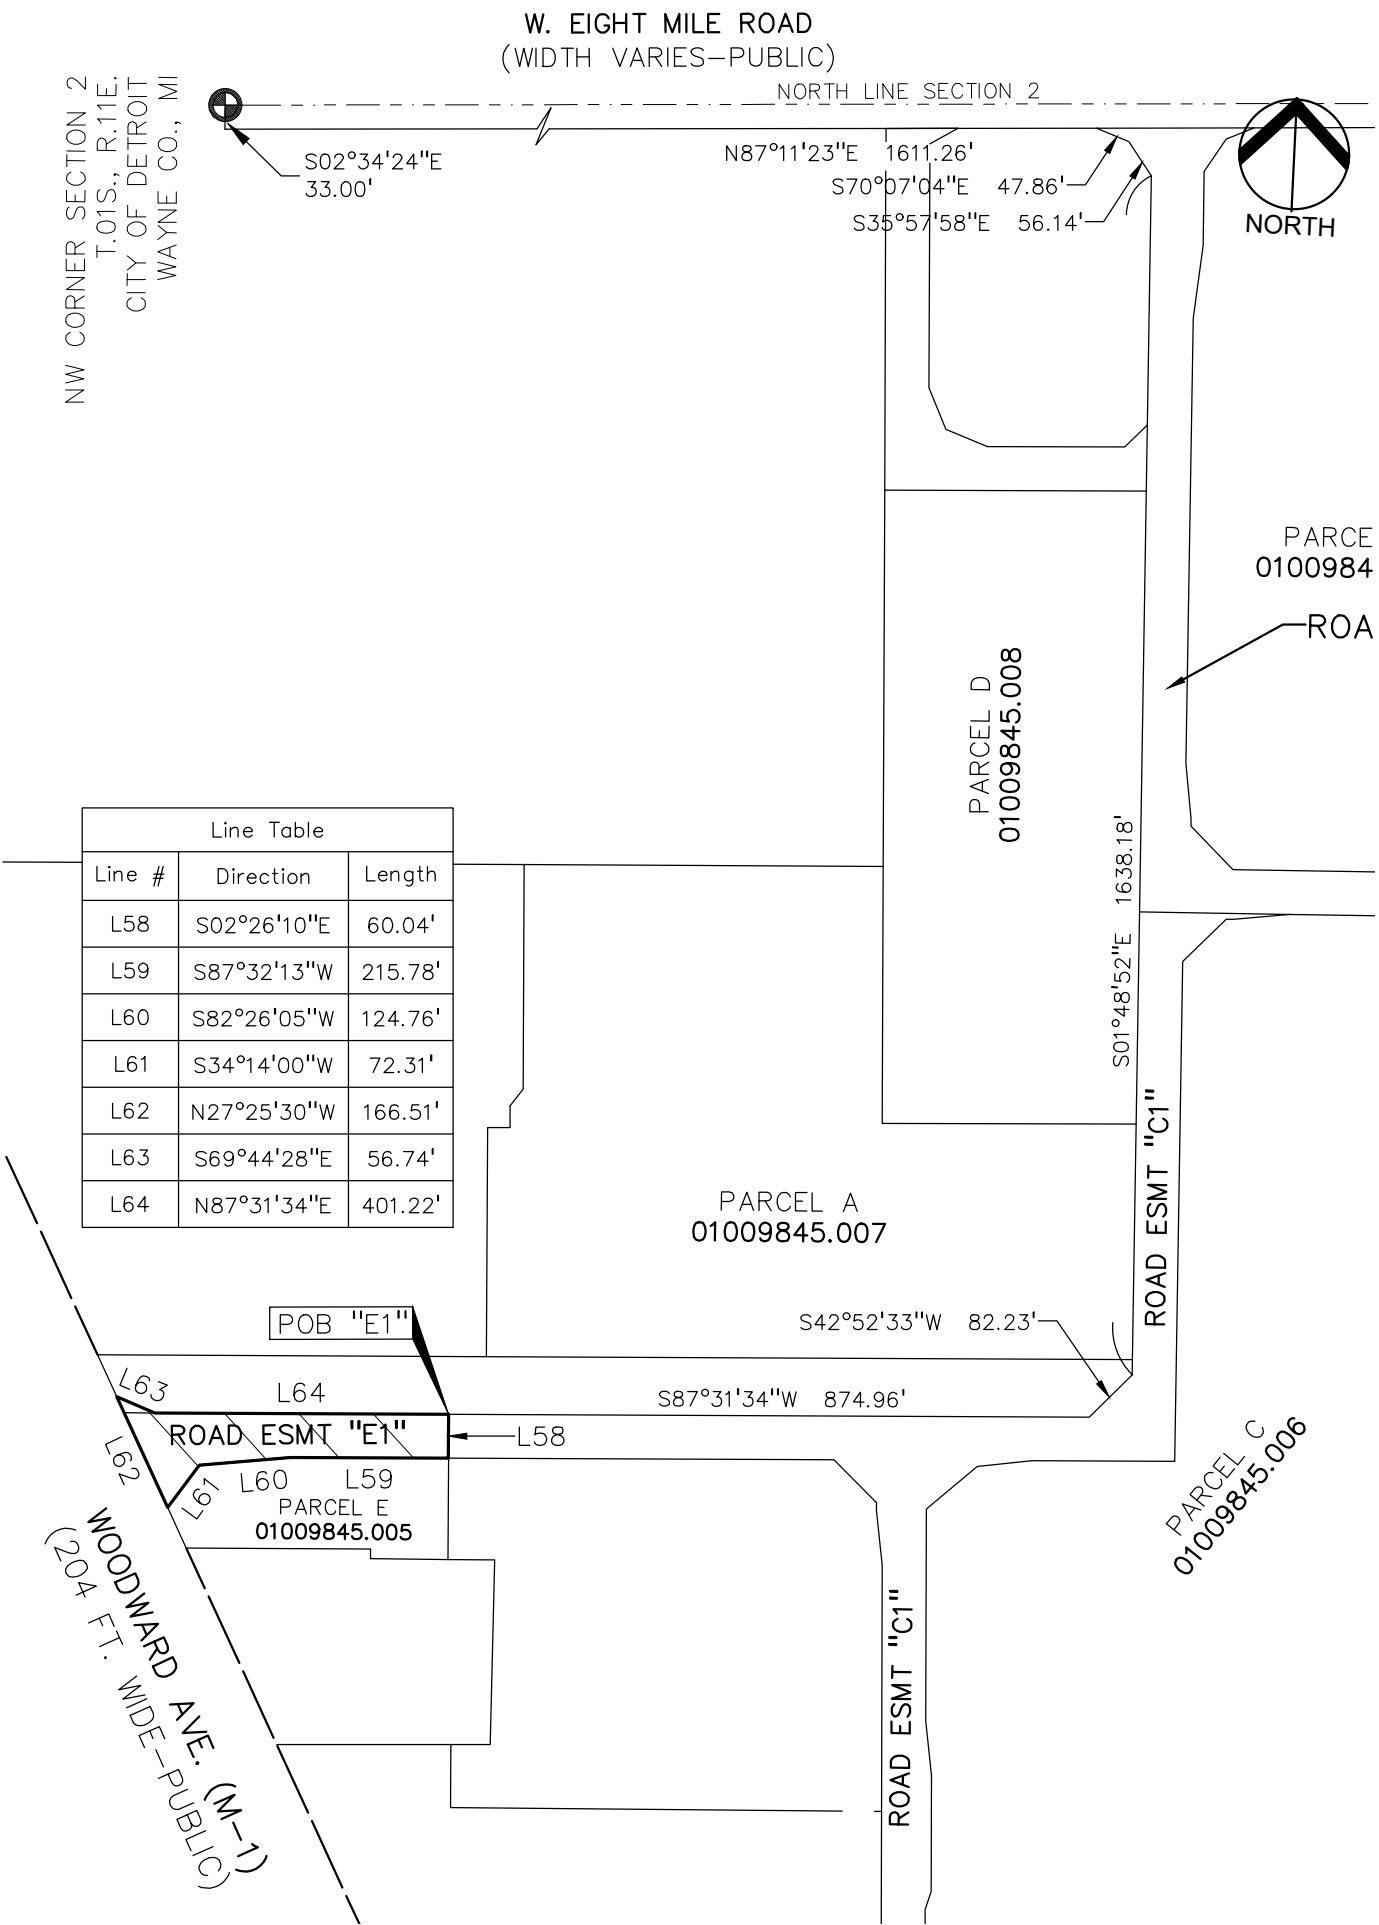 W. EIGHT MILE ROAD
(WIDTH VARIES-PUBLIC)
NW CORNER SECTION 2
T.01S., R.11E.
CITY OF DETROIT
WAYNE CO., MI
NORTH LINE SECTION 2
S02°34'24"E
33.00'
N87°11'23"E 1611.26'
S70°07'04"E 47.86'
S35°57'58"E 56.14'
NORTH
PARCE
0100984
ROA
PARCEL D
01009845.008
S01°48'52"E 1638.18'
Line Table
Line # Direction Length
L58 S02°26'10"E 60.04'
L59 S87°32'13"W 215.78'
L60 S82°26'05"W 124.76'
L61 S34°14'00"W 72.31'
L62 N27°25'30"W 166.51'
L63 S69°44'28"E 56.74'
L64 N87°31'34"E 401.22'
ROAD ESMT "C1"
PARCEL A
01009845.007
POB "E1"
S42°52'33"W 82.23'
L63
L64
S87°31'34"W 874.96'
ROAD ESMT "E1"
L58
L62
L61
L60
L59
PARCEL E
01009845.005
PARCEL C
01009845.006
WOODWARD AVE. (M-1)
(204 FT. WIDE-PUBLIC)
ROAD ESMT "C1"